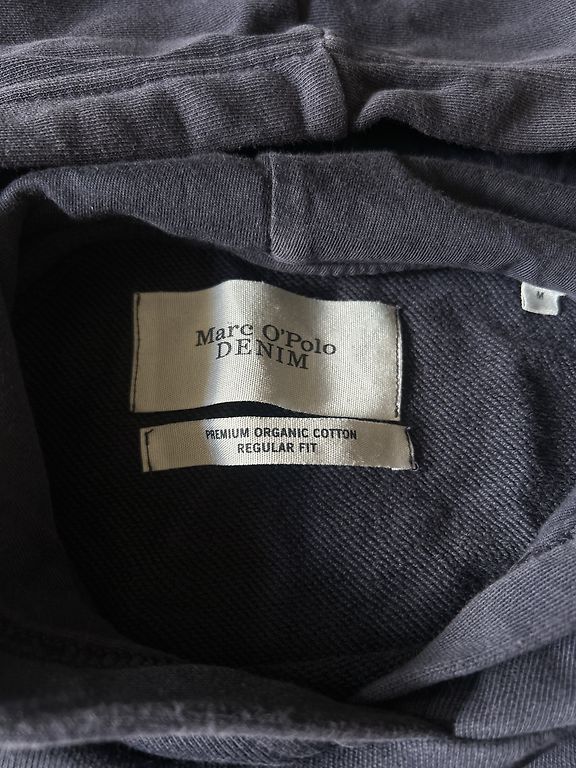 Marc O'Polo
DENIM
M
PREMIUM ORGANIC COTTON
REGULAR FIT